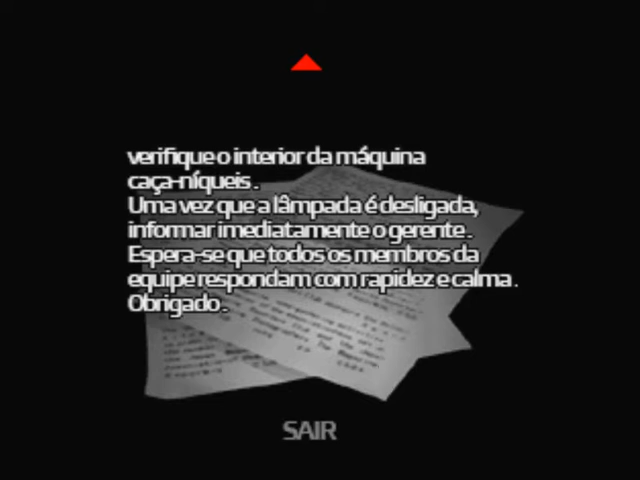 verifique o interior da máquina
caça-níqueis.
Uma vez que a lâmpada é desligada,
informar imediatamente o gerente.
Espera-se que todos os membros da
equipe respondam com rapidez e calma.
Obrigado.
SAIR